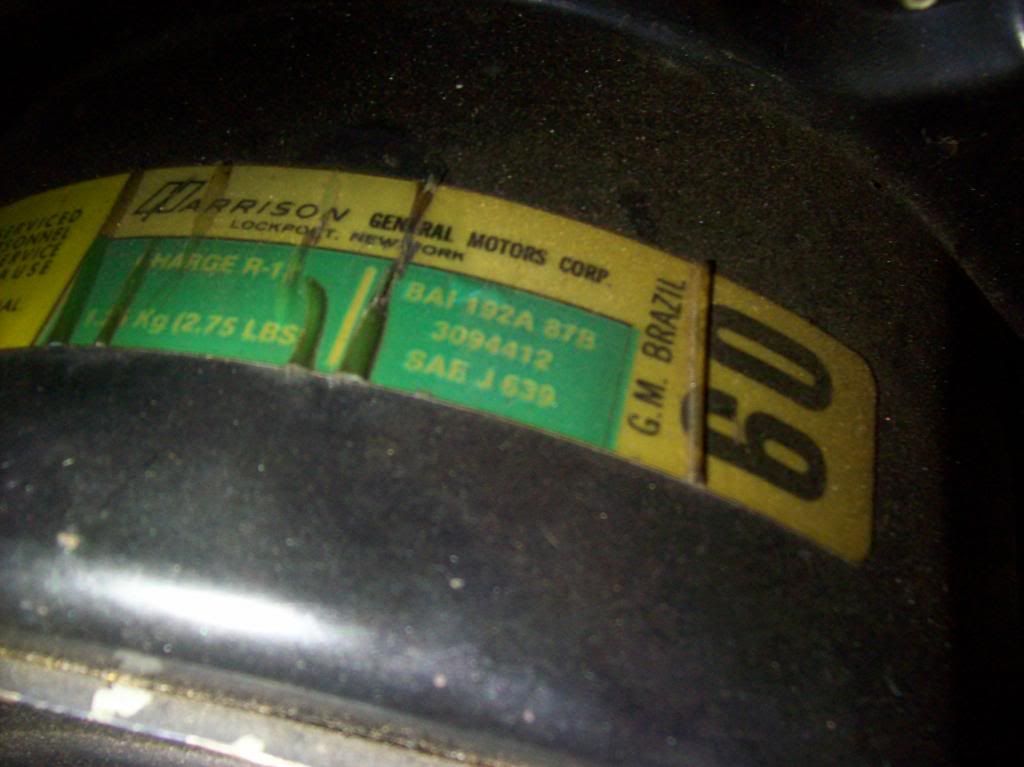 HARRISON GENERAL MOTORS CORP.
LOCKPORT, NEW YORK
CHARGE R-1
(2.75 LBS)
Kg
BAI 192A 87B
3094412
SAE J 639
G.M. BRAZIL
60